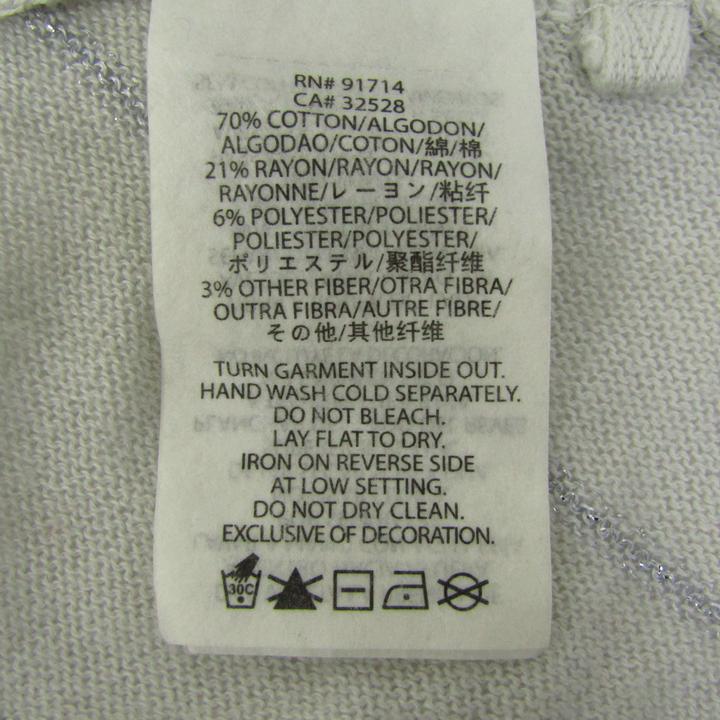 RN# 91714
CA# 32528
70% COTTON/ALGODON/
ALGODAO/COTON/綿/棉
21% RAYON/RAYON/RAYON/
RAYONNE/レーヨン/粘纤
6% POLYESTER/POLIESTER/
POLIESTER/POLYESTER/
ポリエステル/聚酯纤维
3% OTHER FIBER/OTRA FIBRA/
OUTRA FIBRA/AUTRE FIBRE/
その他/其他纤维
TURN GARMENT INSIDE OUT.
HAND WASH COLD SEPARATELY.
DO NOT BLEACH.
LAY FLAT TO DRY.
IRON ON REVERSE SIDE
AT LOW SETTING.
DO NOT DRY CLEAN.
EXCLUSIVE OF DECORATION.
30C